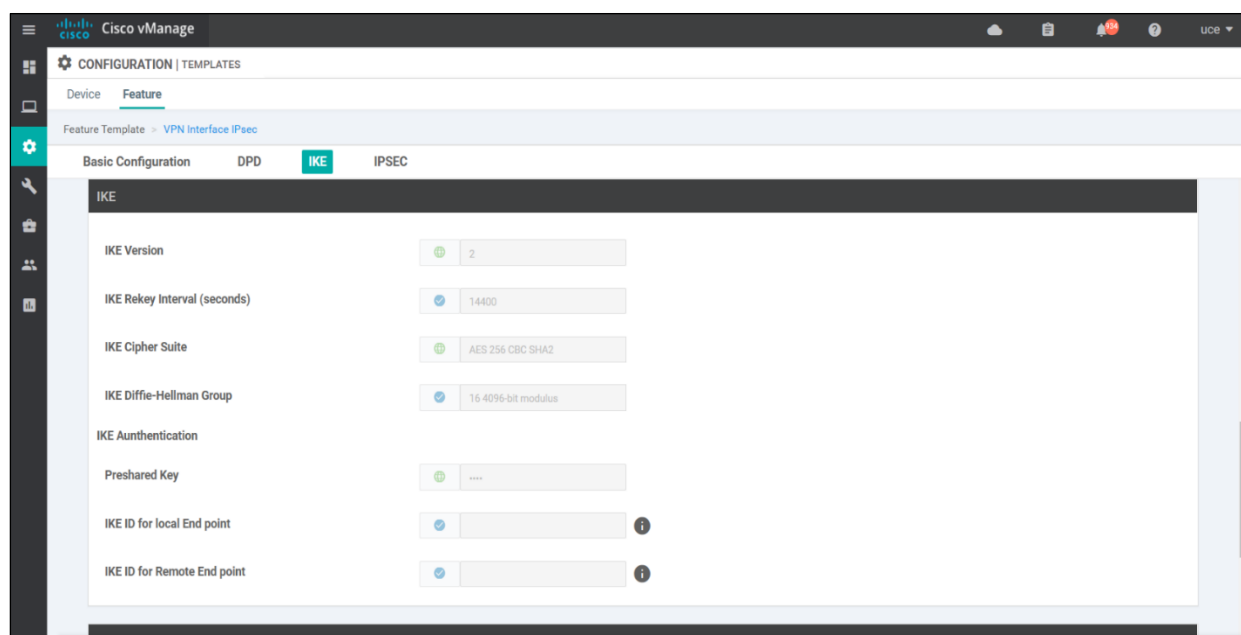 CISCO Cisco vManage 934 uce
CONFIGURATION | TEMPLATES
Device Feature
Feature Template > VPN Interface IPsec
Basic Configuration DPD IKE IPSEC
IKE
IKE Version 2
IKE Rekey Interval (seconds) 14400
IKE Cipher Suite AES 256 CBC SHA2
IKE Diffie-Hellman Group 16 4096-bit modulus
IKE Aunthentication
Preshared Key ....
IKE ID for local End point
IKE ID for Remote End point